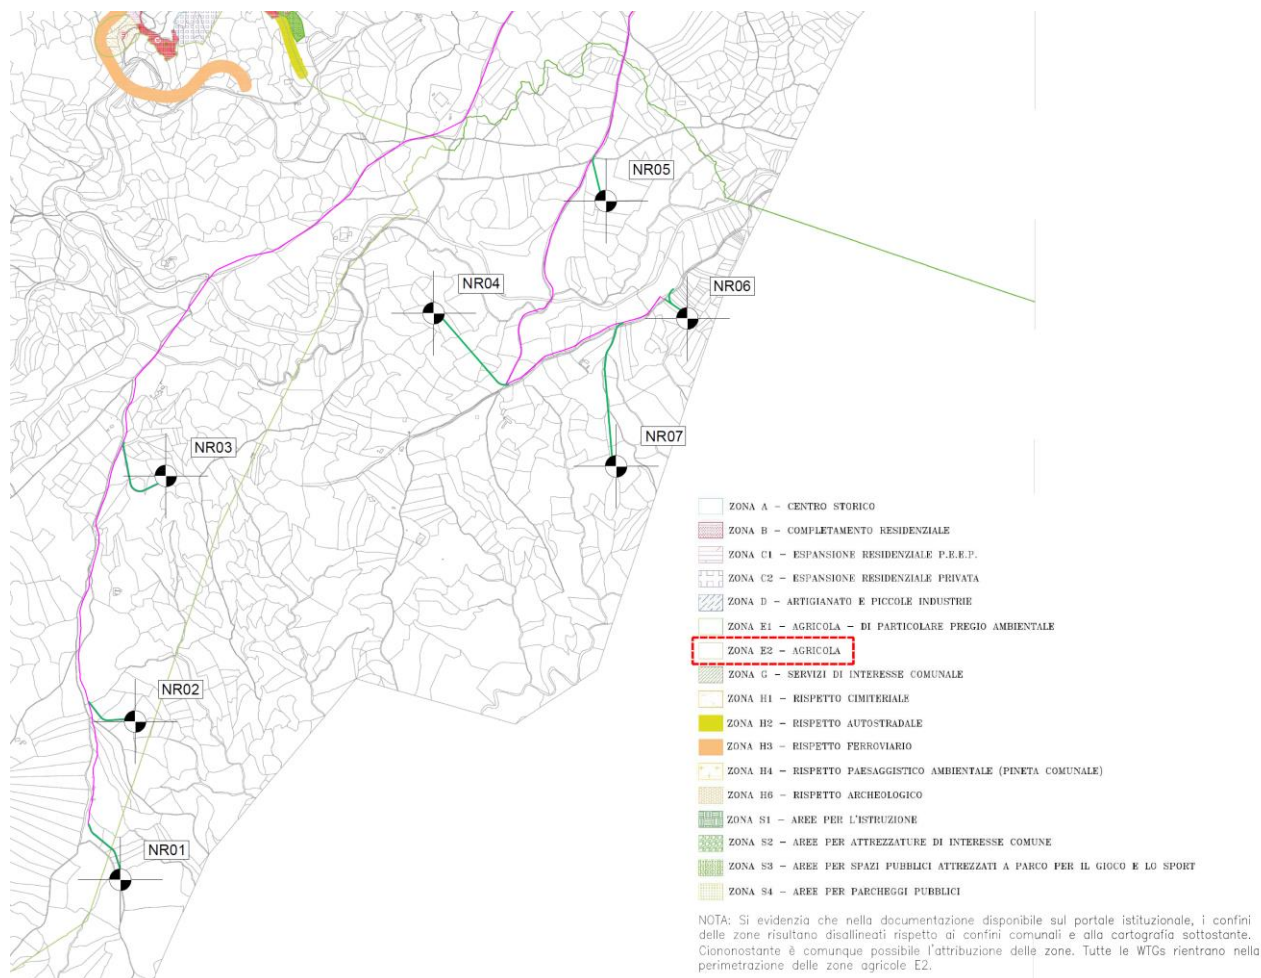 NR05
NR04
NR06
NR07
NR03
NR02
NR01
ZONA A – CENTRO STORICO
ZONA B – COMPLETAMENTO RESIDENZIALE
ZONA C1 – ESPANSIONE RESIDENZIALE P.E.E.P.
ZONA C2 – ESPANSIONE RESIDENZIALE PRIVATA
ZONA D – ARTIGIANATO E PICCOLE INDUSTRIE
ZONA E1 – AGRICOLA – DI PARTICOLARE PREGIO AMBIENTALE
ZONA E2 – AGRICOLA
ZONA G – SERVIZI DI INTERESSE COMUNALE
ZONA H1 – RISPETTO CIMITERIALE
ZONA H2 – RISPETTO AUTOSTRADALE
ZONA H3 – RISPETTO FERROVIARIO
ZONA H4 – RISPETTO PAESAGGISTICO AMBIENTALE (PINETA COMUNALE)
ZONA H6 – RISPETTO ARCHEOLOGICO
ZONA S1 – AREE PER L'ISTRUZIONE
ZONA S2 – AREE PER ATTREZZATURE DI INTERESSE COMUNE
ZONA S3 – AREE PER SPAZI PUBBLICI ATTREZZATI A PARCO PER IL GIOCO E LO SPORT
ZONA S4 – AREE PER PARCHEGGI PUBBLICI
NOTA: Si evidenzia che nella documentazione disponibile sul portale istituzionale, i confini
delle zone risultano disallineati rispetto ai confini comunali e alla cartografia sottostante.
Ciononostante è comunque possibile l'attribuzione delle zone. Tutte le WTGs rientrano nella
perimetrazione delle zone agricole E2.